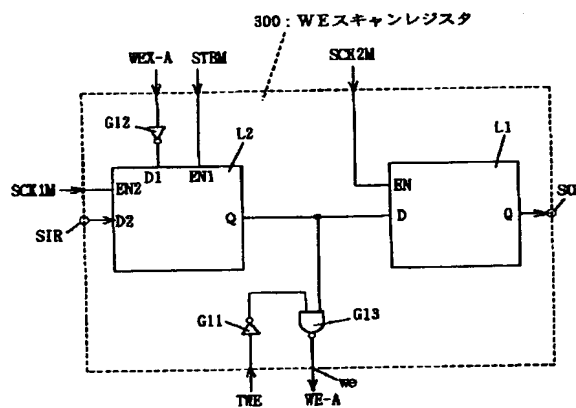 300：WEスキャンレジスタ
WEX-A STBM SCK2M
G12 L2 L1
D1 EN1
SCK1M EN2 EN
SIR D2 Q D Q
G11 G13
we
TWE WE-A